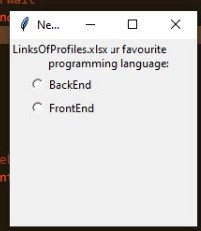 Ne...
LinksOfProfiles.xlsx ur favourite
programming language:
BackEnd
FrontEnd